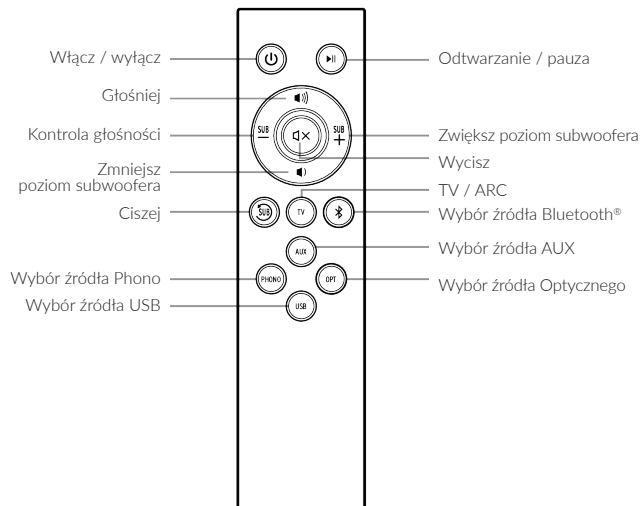 Włącz / wyłącz
Odtwarzanie / pauza
Głośniej
SUB
SUB
Kontrola głośności
Zwiększ poziom subwoofera
Wycisz
Zmniejsz
poziom subwoofera
TV / ARC
Ciszej
SUB
TV
Wybór źródła Bluetooth®
AUX
Wybór źródła AUX
Wybór źródła Phono
PHONO
OPT
Wybór źródła Optycznego
Wybór źródła USB
USB